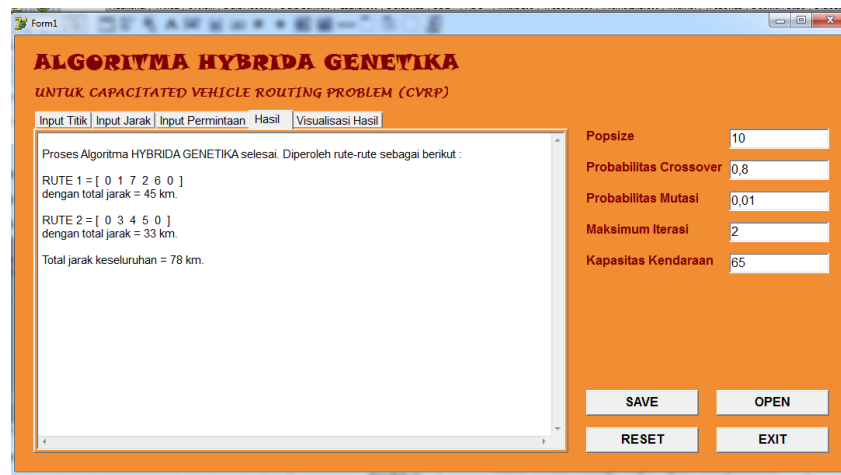 Form1
ALGORITMA HYBRIDA GENETIKA
UNTUK CAPACITATED VEHICLE ROUTING PROBLEM (CVRP)
Input Titik Input Jarak Input Permintaan Hasil Visualisasi Hasil
Proses Algoritma HYBRIDA GENETIKA selesai. Diperoleh rute-rute sebagai berikut :
RUTE 1 = [ 0 1 7 2 6 0 ]
dengan total jarak = 45 km.
RUTE 2 = [ 0 3 4 5 0 ]
dengan total jarak = 33 km.
Total jarak keseluruhan = 78 km.
Popsize 10
Probabilitas Crossover 0,8
Probabilitas Mutasi 0,01
Maksimum Iterasi 2
Kapasitas Kendaraan 65
SAVE OPEN
RESET EXIT